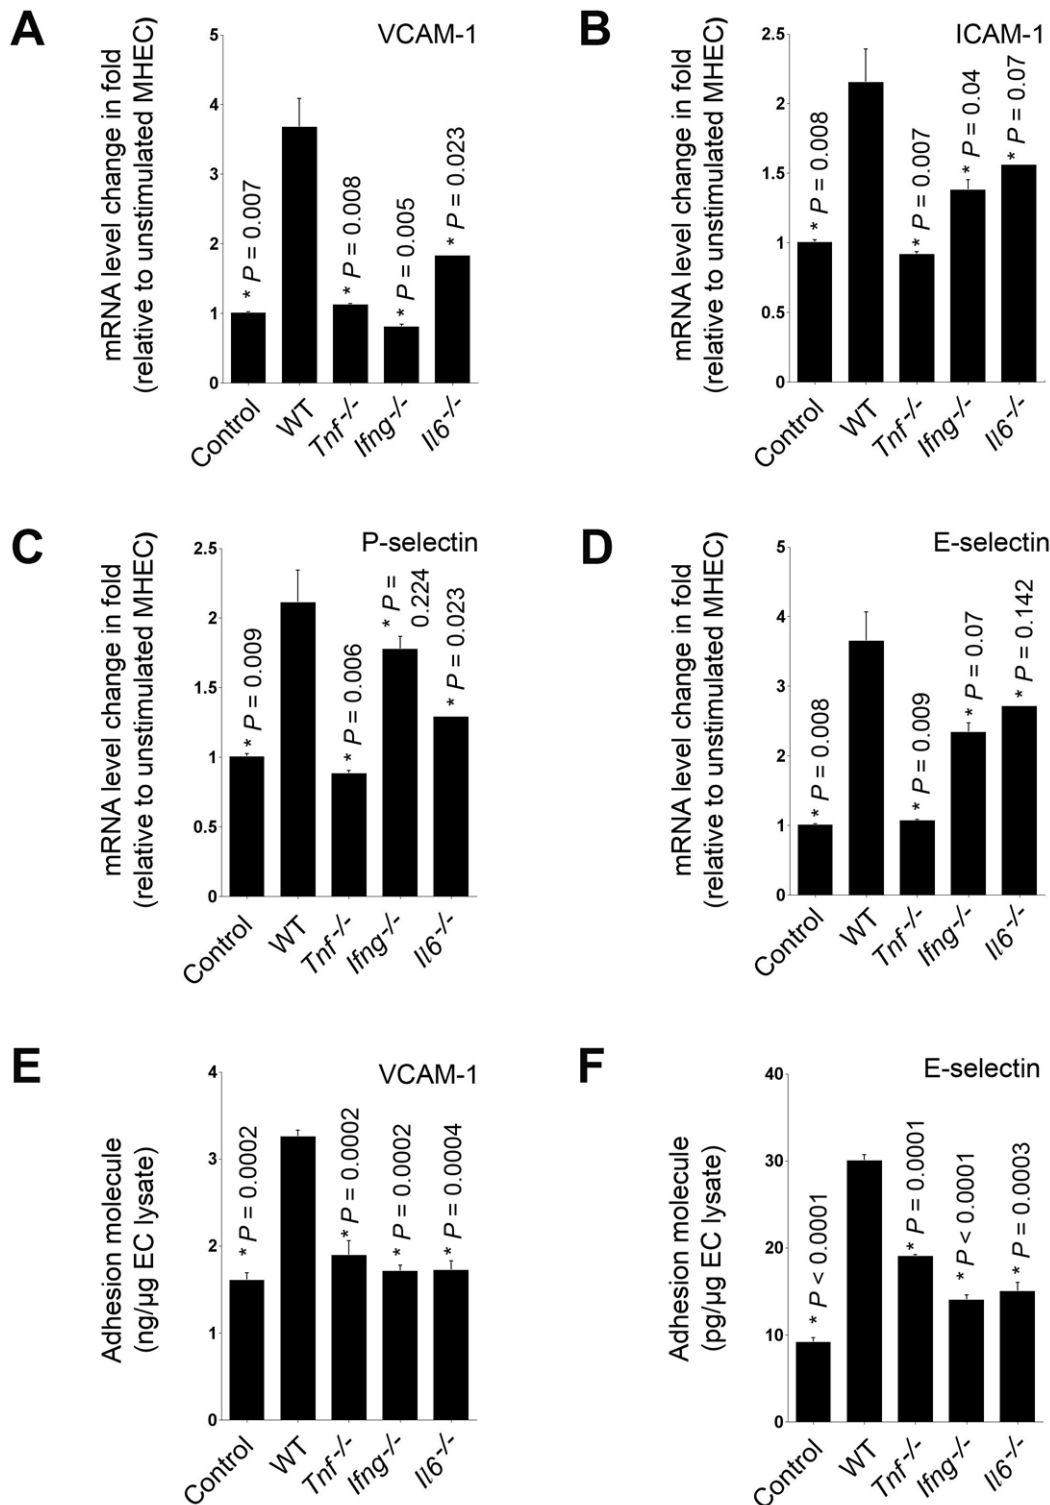 A
VCAM-1
mRNA level change in fold
(relative to unstimulated MHEC)
5
4
3
2
1
0
* P = 0.007
* P = 0.008
* P = 0.005
* P = 0.023
Control
WT
Tnf-/-
Ifng-/-
Il6-/-
B
ICAM-1
mRNA level change in fold
(relative to unstimulated MHEC)
2.5
2
1.5
1
0.5
0
* P = 0.008
* P = 0.007
* P = 0.04
* P = 0.07
Control
WT
Tnf-/-
Ifng-/-
Il6-/-
C
P-selectin
mRNA level change in fold
(relative to unstimulated MHEC)
2.5
2
1.5
1
0.5
0
* P = 0.009
* P = 0.006
* P =
0.224
* P = 0.023
Control
WT
Tnf-/-
Ifng-/-
Il6-/-
D
E-selectin
mRNA level change in fold
(relative to unstimulated MHEC)
5
4
3
2
1
0
* P = 0.008
* P = 0.009
* P = 0.07
* P = 0.142
Control
WT
Tnf-/-
Ifng-/-
Il6-/-
E
VCAM-1
Adhesion molecule
(ng/µg EC lysate)
4
3
2
1
0
* P = 0.0002
* P = 0.0002
* P = 0.0002
* P = 0.0004
Control
WT
Tnf-/-
Ifng-/-
Il6-/-
F
E-selectin
Adhesion molecule
(pg/µg EC lysate)
40
30
20
10
0
* P < 0.0001
* P = 0.0001
* P < 0.0001
* P = 0.0003
Control
WT
Tnf-/-
Ifng-/-
Il6-/-